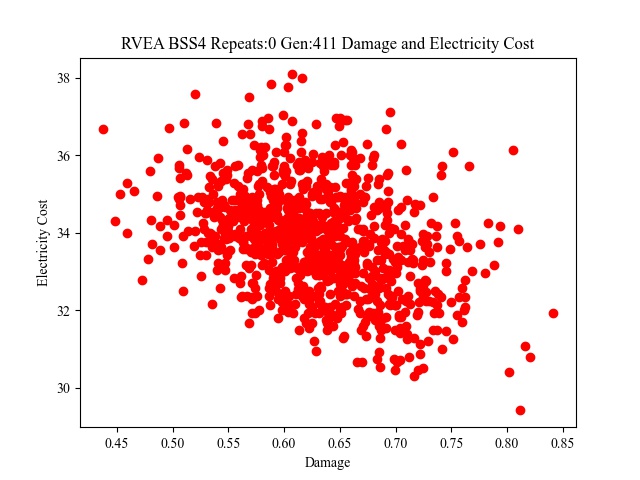 RVEA BSS4 Repeats:0 Gen:411 Damage and Electricity Cost
38
36
34
32
30
Electricity Cost
0.45 0.50 0.55 0.60 0.65 0.70 0.75 0.80 0.85
Damage